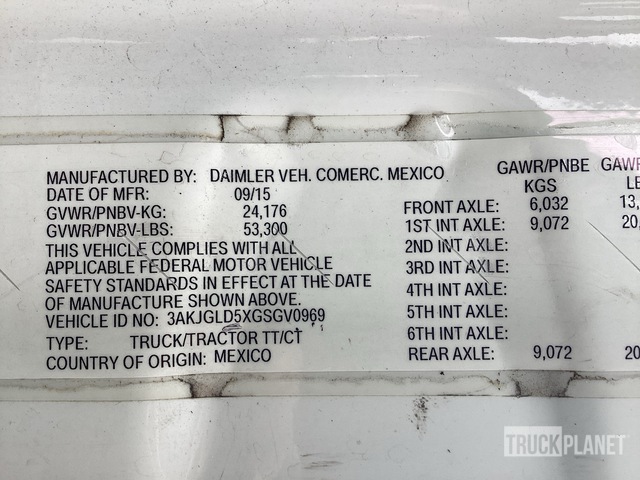 MANUFACTURED BY: DAIMLER VEH. COMERC. MEXICO
DATE OF MFR: 09/15
GVWR/PNBV-KG: 24,176
GVWR/PNBV-LBS: 53,300
THIS VEHICLE COMPLIES WITH ALL
APPLICABLE FEDERAL MOTOR VEHICLE
SAFETY STANDARDS IN EFFECT AT THE DATE
OF MANUFACTURE SHOWN ABOVE.
VEHICLE ID NO: 3AKJGLD5XGSGV0969
TYPE: TRUCK/TRACTOR TT/CT
COUNTRY OF ORIGIN: MEXICO
GAWR/PNBE GAWR
KGS
FRONT AXLE: 6,032 13,
1ST INT AXLE: 9,072 20,
2ND INT AXLE:
3RD INT AXLE:
4TH INT AXLE:
5TH INT AXLE:
6TH INT AXLE:
REAR AXLE: 9,072 20
TRUCKPLANET